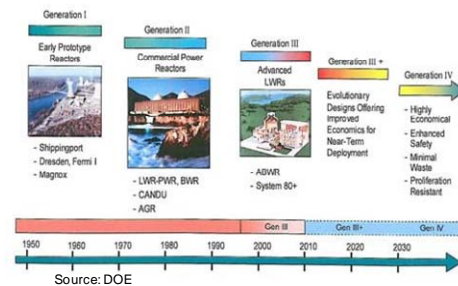 Generation I
Early Prototype
Reactors
- Shippingport
- Dresden, Fermi I
- Magnox
Generation II
Commercial Power
Reactors
- LWR-PWR, BWR
- CANDU
- AGR
Generation III
Advanced
LWRs
- ABWR
- System 80+
Generation III +
Evolutionary
Designs Offering
Improved
Economics for
Near-Term
Deployment
Generation IV
- Highly
Economical
- Enhanced
Safety
- Minimal
Waste
- Proliferation
Resistant
Gen III
Gen III+
Gen IV
1950
1960
1970
1980
1990
2000
2010
2020
2030
Source: DOE